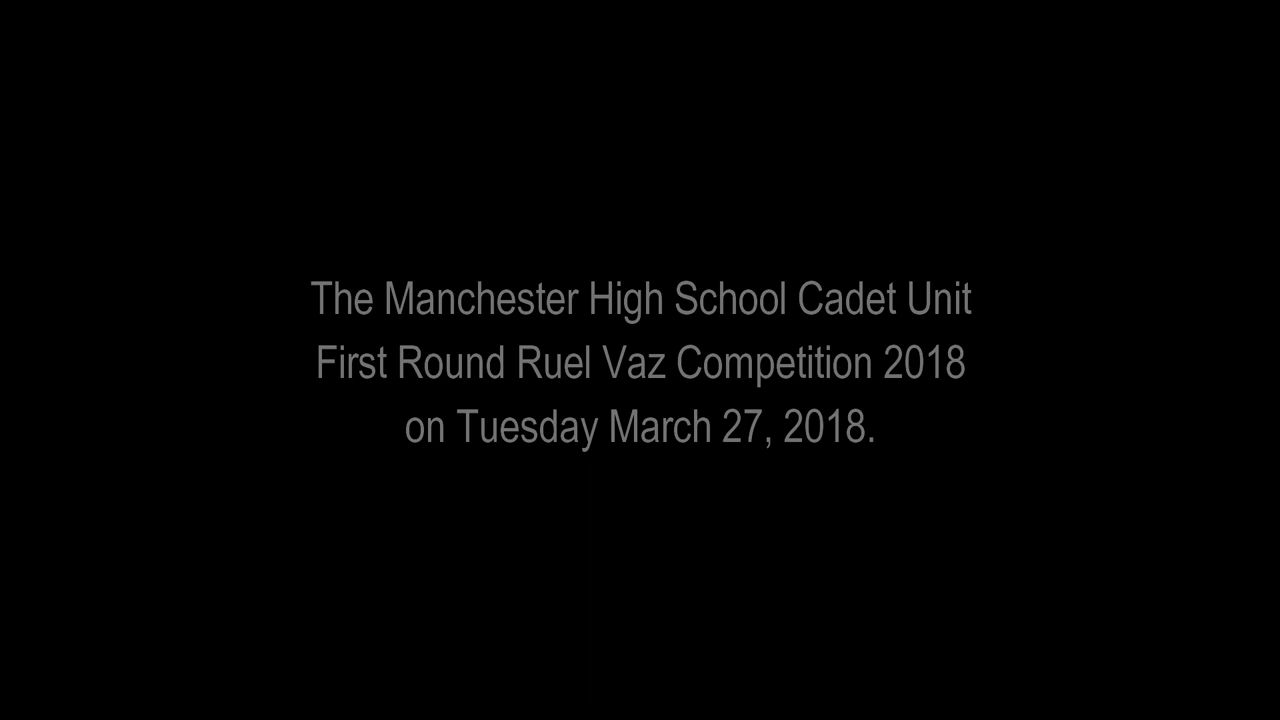 The Manchester High School Cadet Unit
First Round Ruel Vaz Competition 2018
on Tuesday March 27, 2018.